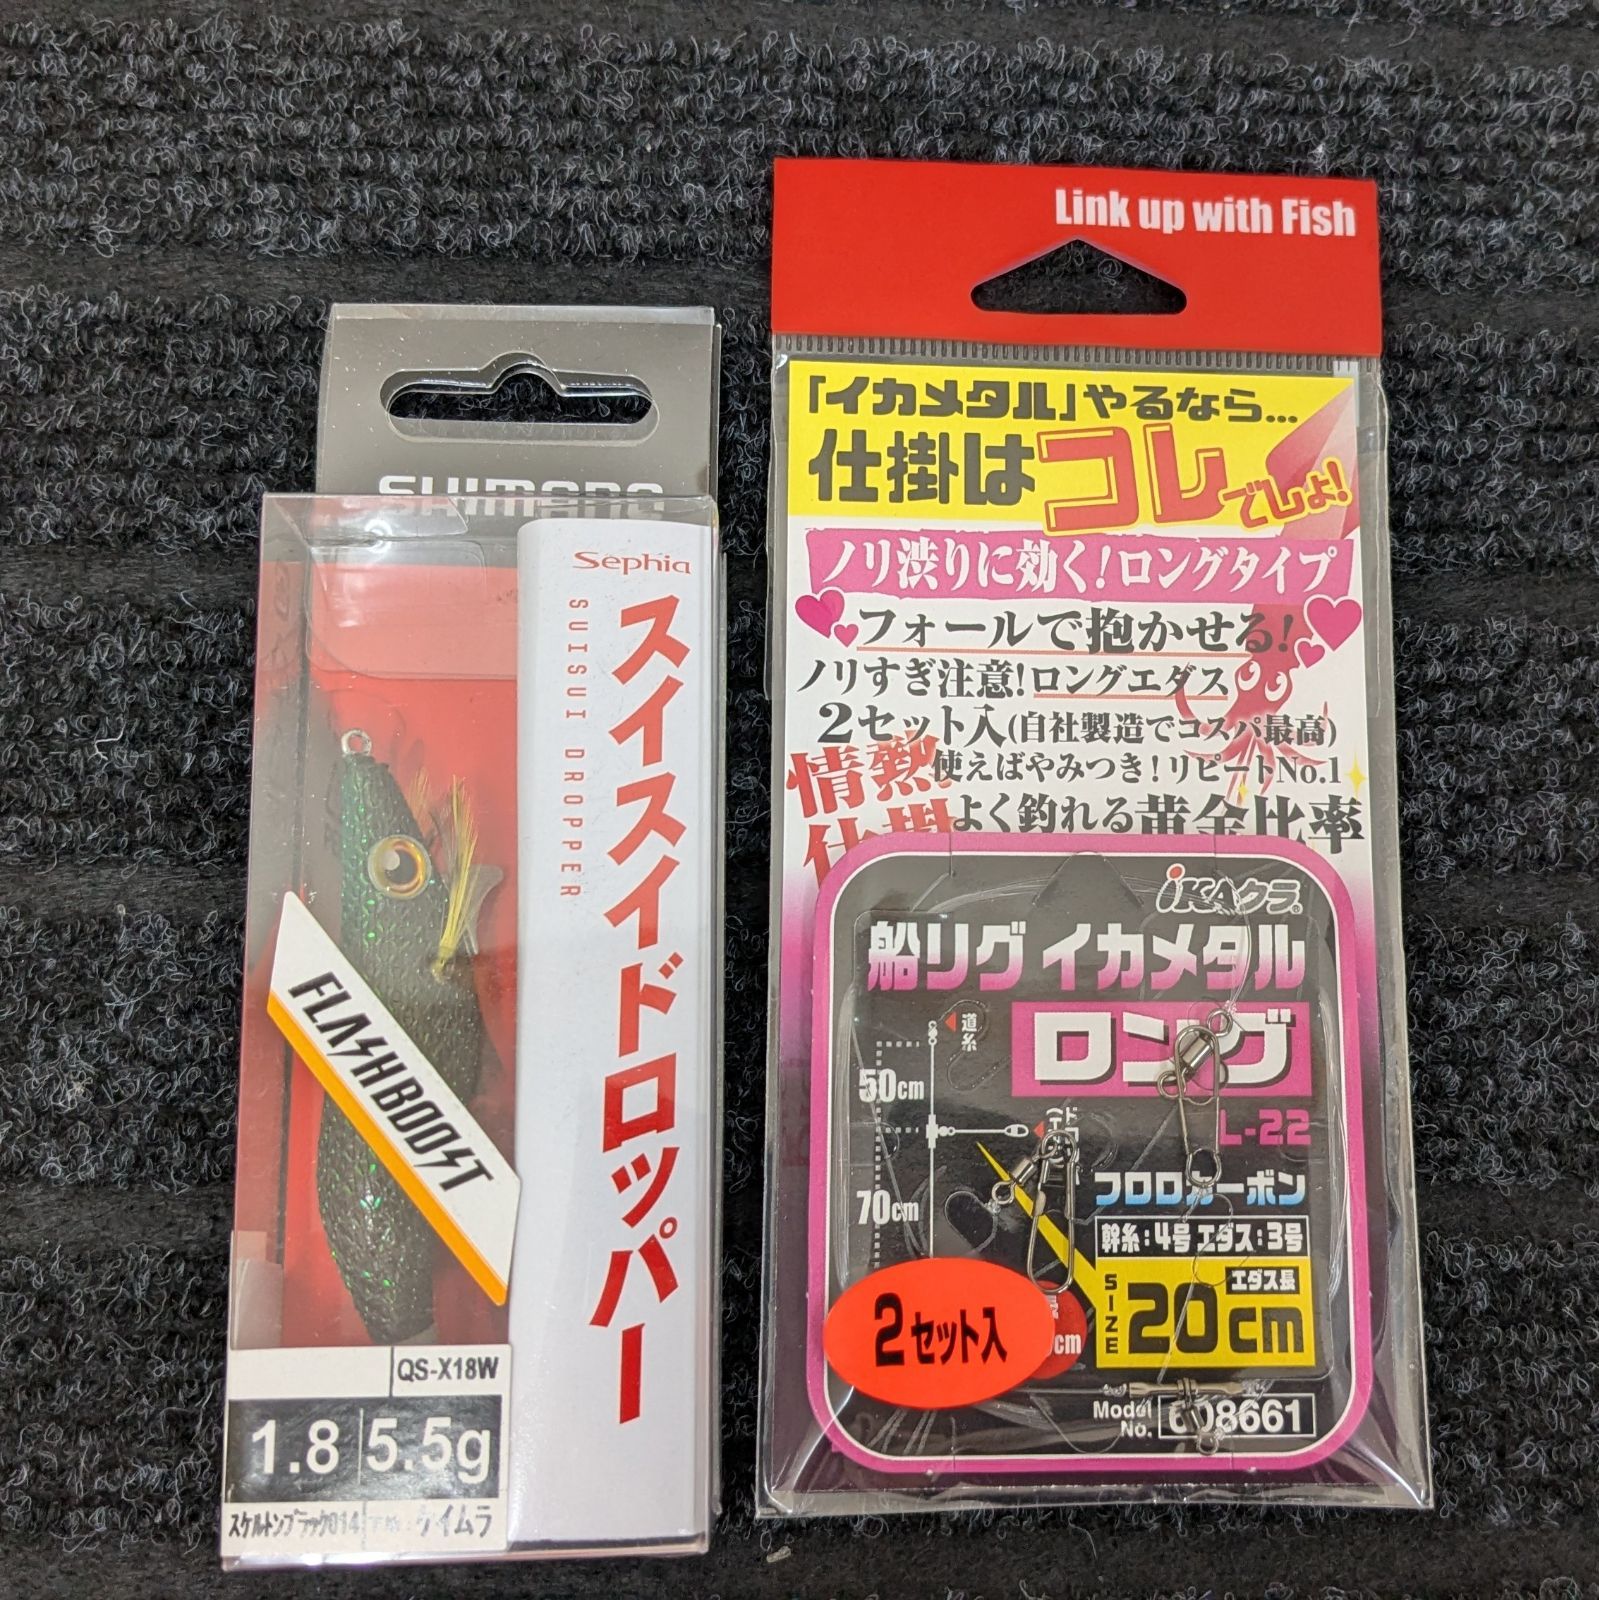 SHIMANO
Sephia
スイスイドロッパー
SUISUI DROPPER
FLASHBOOST
QS-X18W
1.8
5.5g
スケルトンブラック014
ケイムラ
Link up with Fish
「イカメタル」やるなら...
仕掛はコレでしょ!
ノリ渋りに効く!ロングタイプ
フォールで抱かせる!
ノリすぎ注意!ロングエダス
2セット入(自社製造でコスパ最高)
使えばやみつき!リピートNo.1
情熱仕掛
よく釣れる黄金比率
iKAクラ®
船リグ イカメタル
ロング
L-22
道糸
50cm
70cm
フロロカーボン
幹糸:4号 エダス:3号
エダス長
SIZE
20cm
2セット入
Model No. 608661